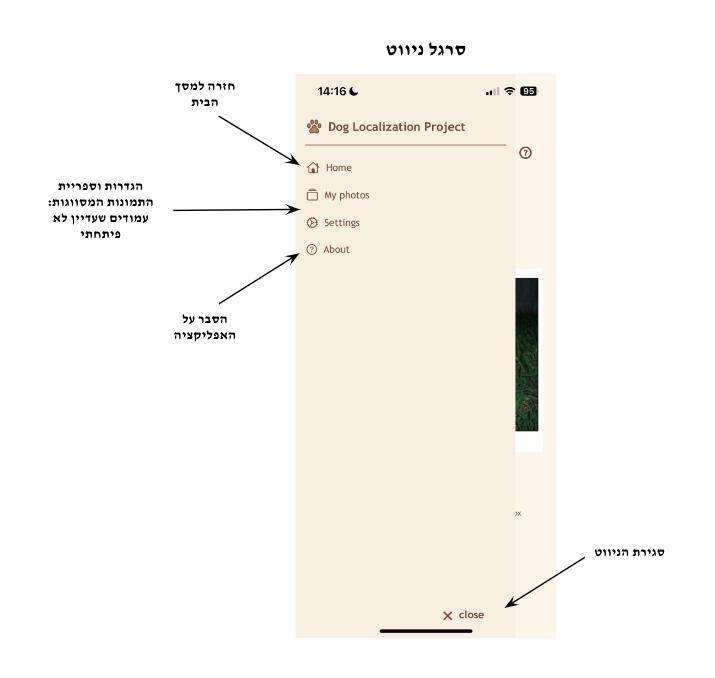 סרגל ניווט
חזרה למסך
הבית
14:16
95
Dog Localization Project
Home
My photos
Settings
About
הגדרות וספריית
התמונות המסווגות:
עמודים שעדיין לא
פיתחתי
הסבר על
האפליקציה
סגירת הניווט
close